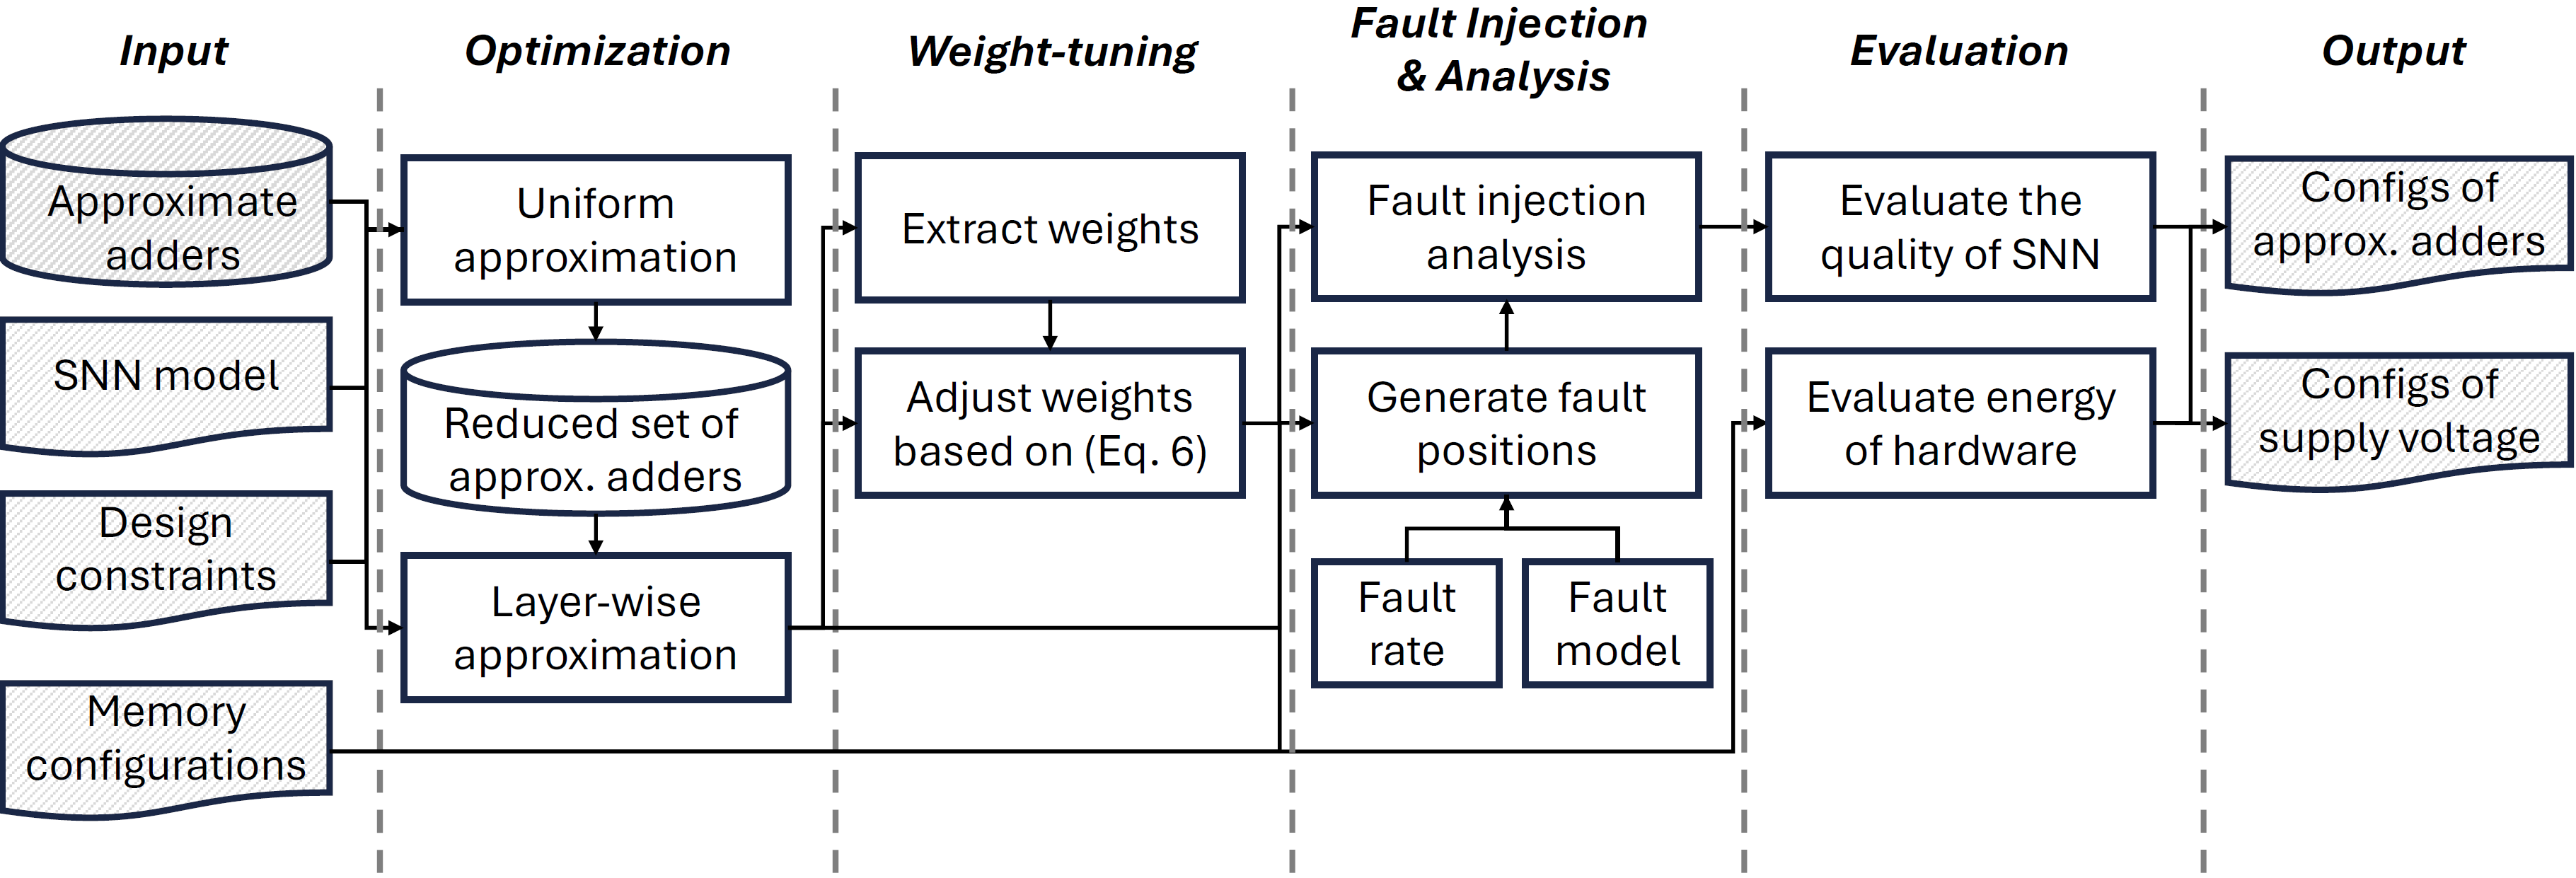 Input
Optimization
Weight-tuning
Fault Injection
& Analysis
Evaluation
Output
Approximate
adders
SNN model
Design
constraints
Memory
configurations
Uniform
approximation
Reduced set of
approx. adders
Layer-wise
approximation
Extract weights
Adjust weights
based on (Eq. 6)
Fault injection
analysis
Generate fault
positions
Fault
rate
Fault
model
Evaluate the
quality of SNN
Evaluate energy
of hardware
Configs of
approx. adders
Configs of
supply voltage